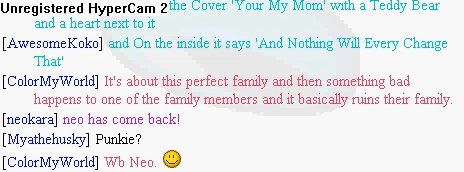 Unregistered HyperCam 2
the Cover 'Your My Mom' with a Teddy Bear
and a heart next to it
[AwesomeKoko] and On the inside it says 'And Nothing Will Every Change
That'
[ColorMyWorld] It's about this perfect family and then something bad
happens to one of the family members and it basically ruins their family.
[neokara] neo has come back!
[Myathehusky] Punkie?
[ColorMyWorld] Wb Neo.